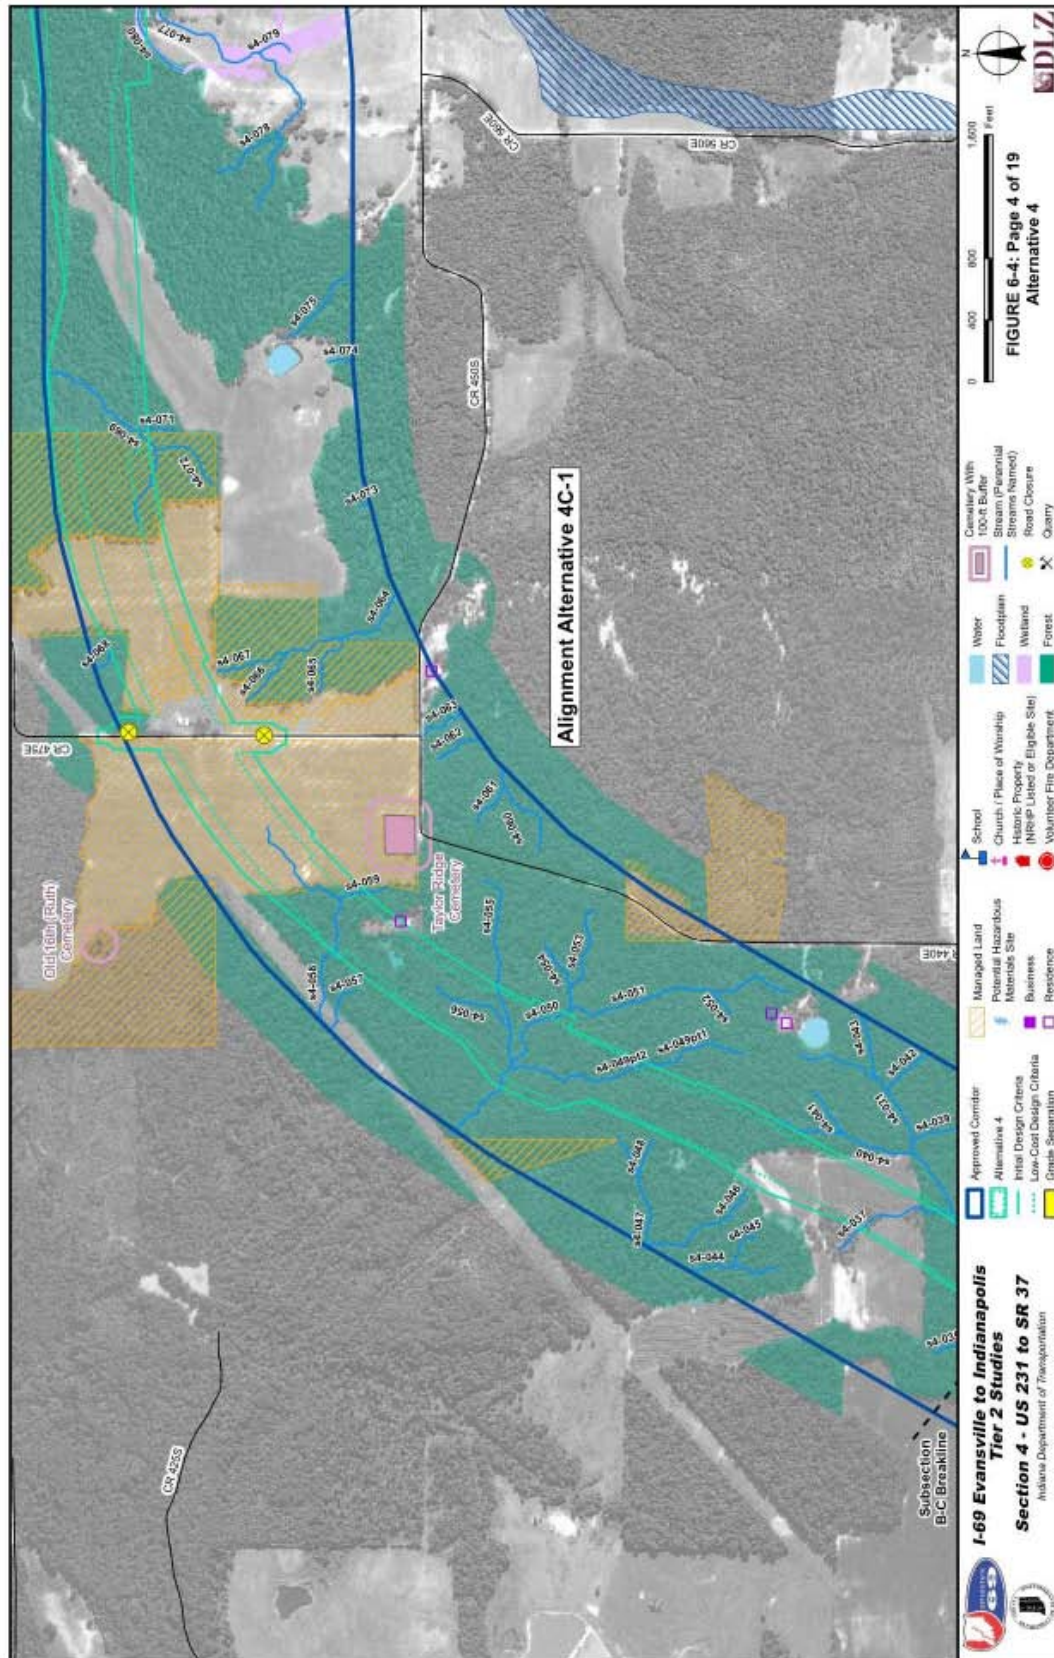 s4-080
s4-077
s4-079
s4-078
CR 560E
CR 560E
s4-075
s4-074
s4-073
CR 450S
s4-071
s4-069
s4-072
s4-068
s4-067
s4-066
s4-065
s4-064
CR 475E
s4-063
s4-062
s4-061
s4-060
Alignment Alternative 4C-1
Old 16th (Ruth)
Cemetery
Taylor Ridge
Cemetery
s4-059
s4-058
s4-057
s4-056
s4-055
s4-054
s4-053
s4-052
s4-051
s4-050
s4-049pt1
s4-049pt2
CR 440E
s4-048
s4-047
s4-046
s4-045
s4-044
s4-043
s4-042
s4-041
s4-040
s4-039
s4-031
s4-037
CR 425S
Subsection
B-C Breakline
I-69 Evansville to Indianapolis
Tier 2 Studies
Section 4 - US 231 to SR 37
Indiana Department of Transportation
Approved Corridor
Alternative 4
Initial Design Criteria
Low-Cost Design Criteria
Grade Separation
Managed Land
Potential Hazardous
Materials Site
Business
Residence
School
Church / Place of Worship
Historic Property
(NRHP Listed or Eligible Site)
Volunteer Fire Department
Water
Floodplain
Wetland
Forest
Cemetery With
100-ft Buffer
Stream (Perennial
Streams Named)
Road Closure
Quarry
0 400 800 1,600
Feet
FIGURE 6-4: Page 4 of 19
Alternative 4
N
DLZ